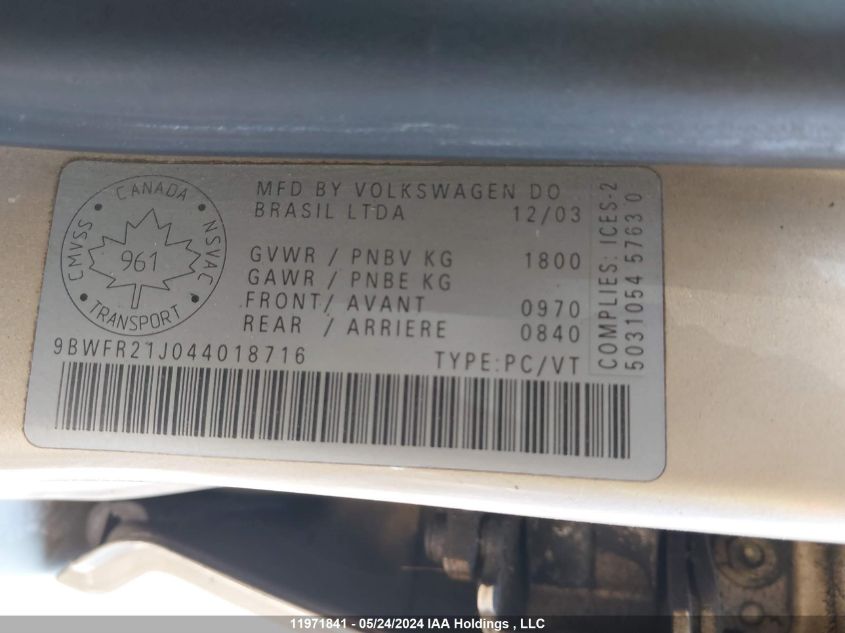 CANADA
CMVSS
NSVAC
961
TRANSPORT
MFD BY VOLKSWAGEN DO
BRASIL LTDA 12/03
GVWR / PNBV KG 1800
GAWR / PNBE KG
FRONT/ AVANT 0970
REAR / ARRIERE 0840
9BWFR21J044018716 TYPE:PC/VT
COMPLIES: ICES-2
5031054 5763 0
11971841 - 05/24/2024 IAA Holdings , LLC